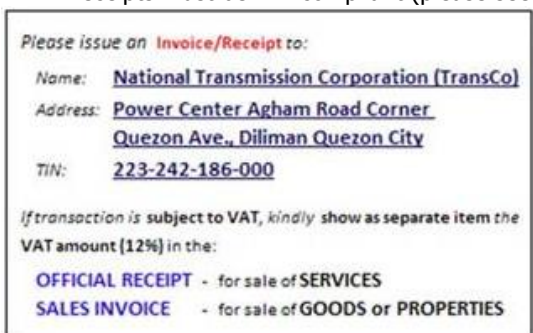 Please issue an Invoice/Receipt to:
Name: National Transmission Corporation (TransCo)
Address: Power Center Agham Road Corner
Quezon Ave., Diliman Quezon City
TIN: 223-242-186-000
If transaction is subject to VAT, kindly show as separate item the
VAT amount (12%) in the:
OFFICIAL RECEIPT - for sale of SERVICES
SALES INVOICE - for sale of GOODS or PROPERTIES